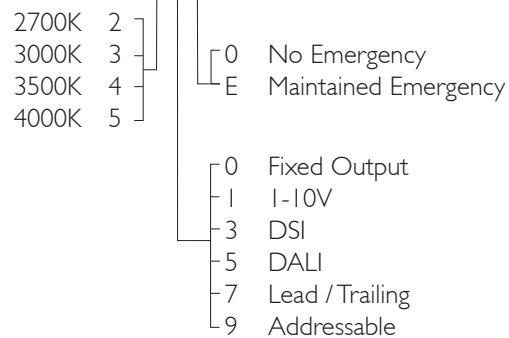 2700K 2
3000K 3
3500K 4
4000K 5
0 No Emergency
E Maintained Emergency
0 Fixed Output
1 1-10V
3 DSI
5 DALI
7 Lead / Trailing
9 Addressable